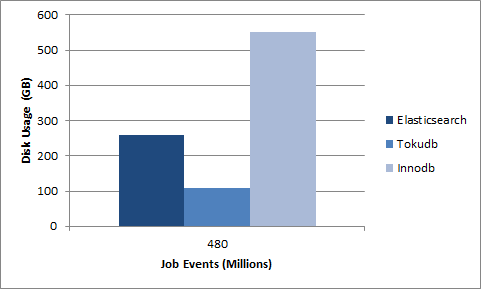 600
500
400
300
200
100
0
Disk Usage (GB)
480
Job Events (Millions)
Elasticsearch
Tokudb
Innodb